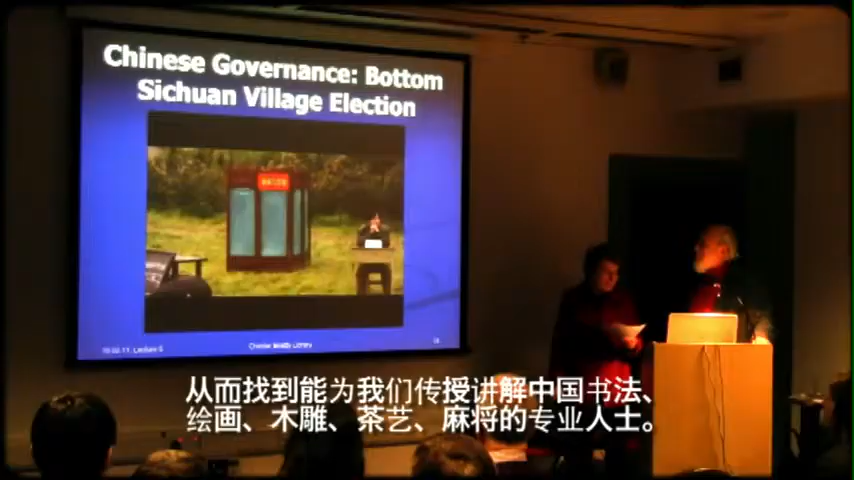 Chinese Governance: Bottom
Sichuan Village Election
从而找到能为我们传授讲解中国书法、
绘画、木雕、茶艺、麻将的专业人士。